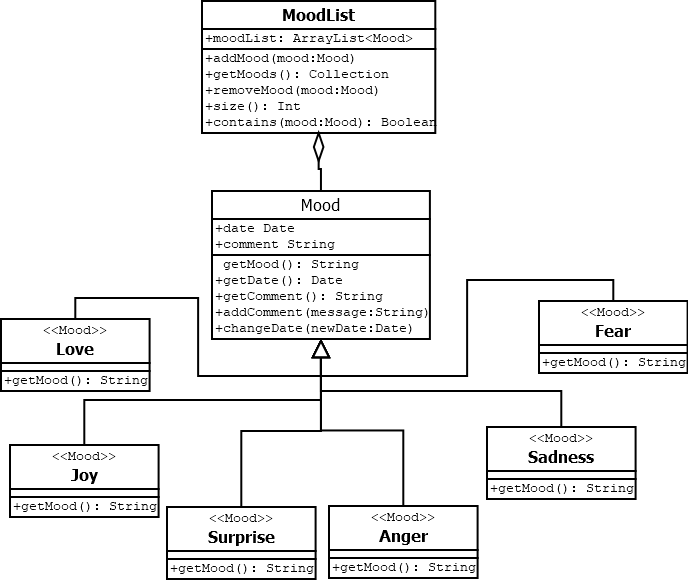 MoodList
+moodList: ArrayList<Mood>
+addMood(mood:Mood)
+getMoods(): Collection
+removeMood(mood:Mood)
+size(): Int
+contains(mood:Mood): Boolean
Mood
+date Date
+comment String
getMood(): String
+getDate(): Date
+getComment(): String
+addComment(message:String)
+changeDate(newDate:Date)
<<Mood>>
Love
+getMood(): String
<<Mood>>
Fear
+getMood(): String
<<Mood>>
Joy
+getMood(): String
<<Mood>>
Sadness
+getMood(): String
<<Mood>>
Surprise
+getMood(): String
<<Mood>>
Anger
+getMood(): String